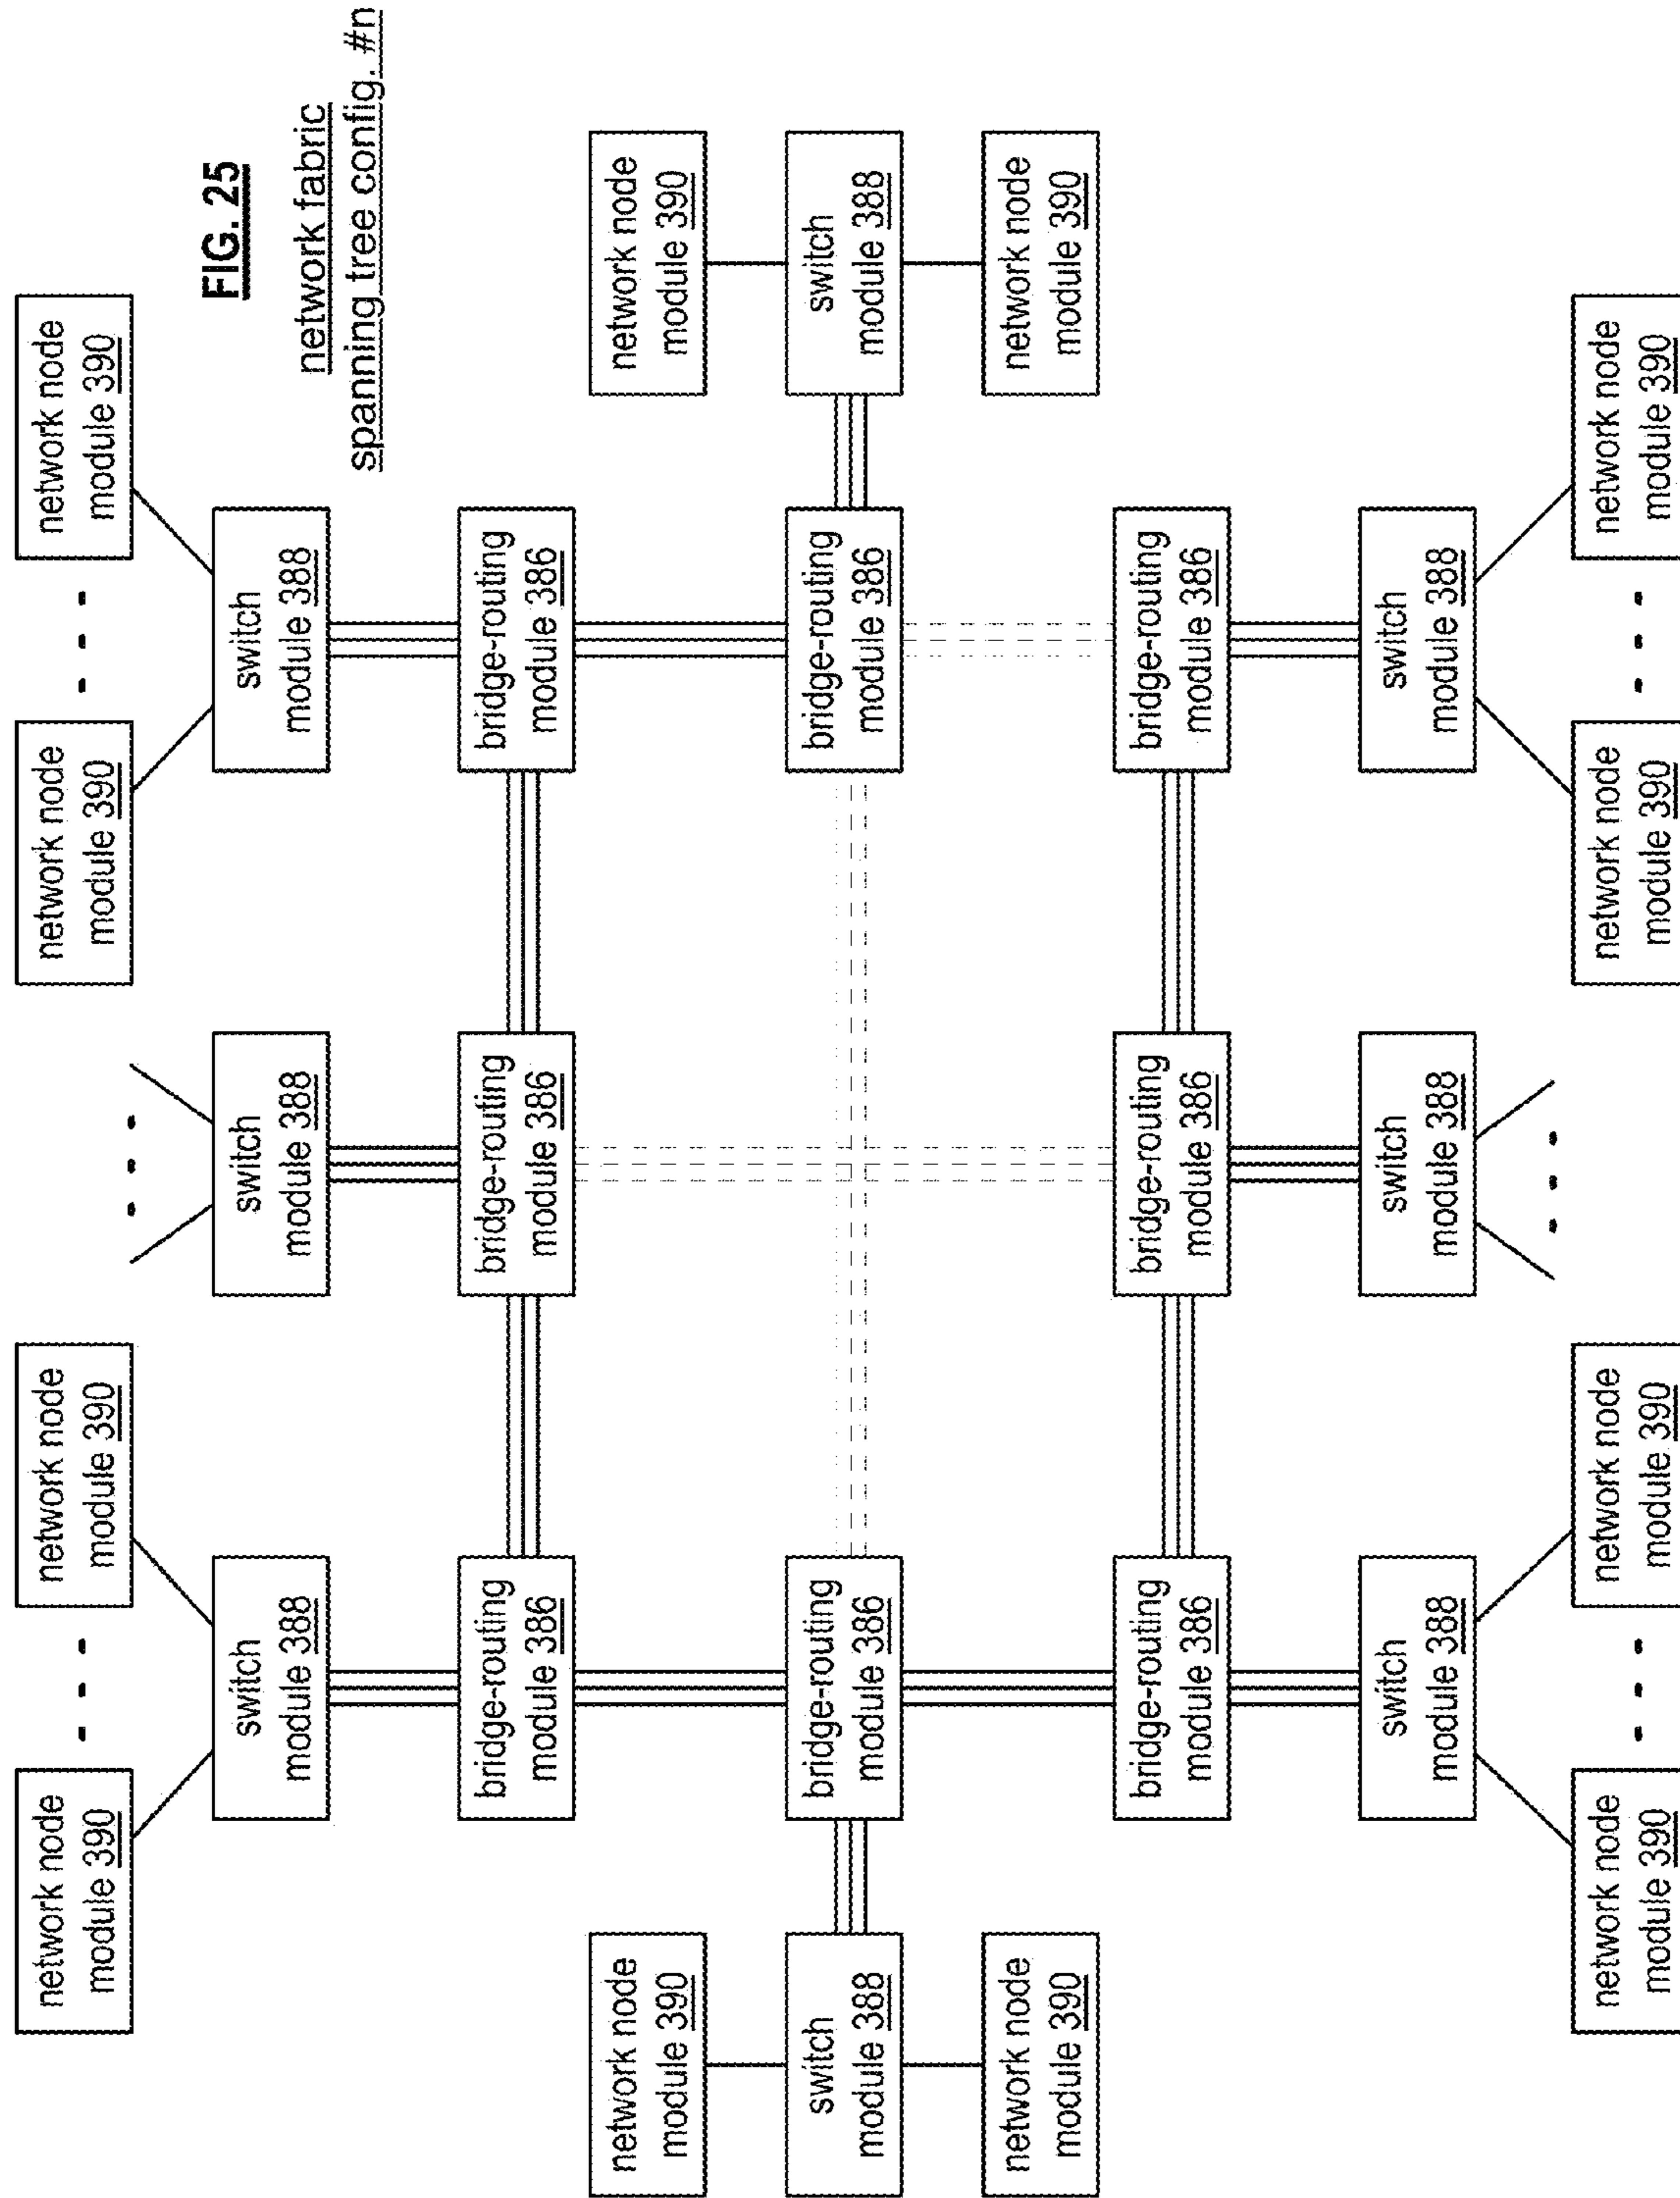 network node
module 390
network node
module 390
network node
module 390
network node
module 390
FIG. 25
network fabric
spanning tree config. #n
switch
module 388
switch
module 388
switch
module 388
bridge-routing
module 386
bridge-routing
module 386
bridge-routing
module 386
network node
module 390
network node
module 390
switch
module 388
bridge-routing
module 386
bridge-routing
module 386
switch
module 388
network node
module 390
network node
module 390
bridge-routing
module 386
bridge-routing
module 386
bridge-routing
module 386
switch
module 388
switch
module 388
switch
module 388
network node
module 390
network node
module 390
network node
module 390
network node
module 390